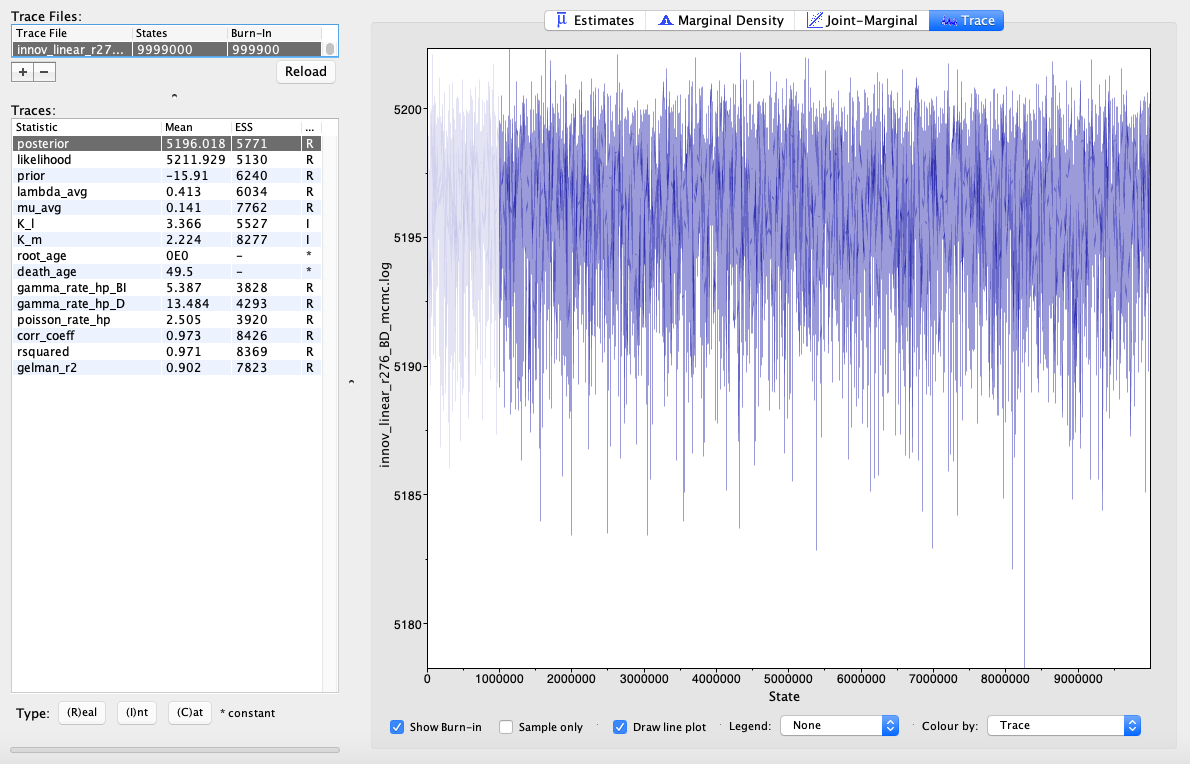 Trace Files:
Trace File States Burn-In
innov_linear_r27... 9999000 999900
+ − Reload
Traces:
Statistic Mean ESS ...
posterior 5196.018 5771 R
likelihood 5211.929 5130 R
prior −15.91 6240 R
lambda_avg 0.413 6034 R
mu_avg 0.141 7762 R
K_l 3.366 5527 I
K_m 2.224 8277 I
root_age 0E0 – *
death_age 49.5 – *
gamma_rate_hp_BI 5.387 3828 R
gamma_rate_hp_D 13.484 4293 R
poisson_rate_hp 2.505 3920 R
corr_coeff 0.973 8426 R
rsquared 0.971 8369 R
gelman_r2 0.902 7823 R
Type: (R)eal (I)nt (C)at * constant
μ Estimates Marginal Density Joint-Marginal Trace
innov_linear_r276_BD_mcmc.log
5200
5195
5190
5185
5180
0 1000000 2000000 3000000 4000000 5000000 6000000 7000000 8000000 9000000
State
Show Burn-in Sample only Draw line plot Legend: None Colour by: Trace